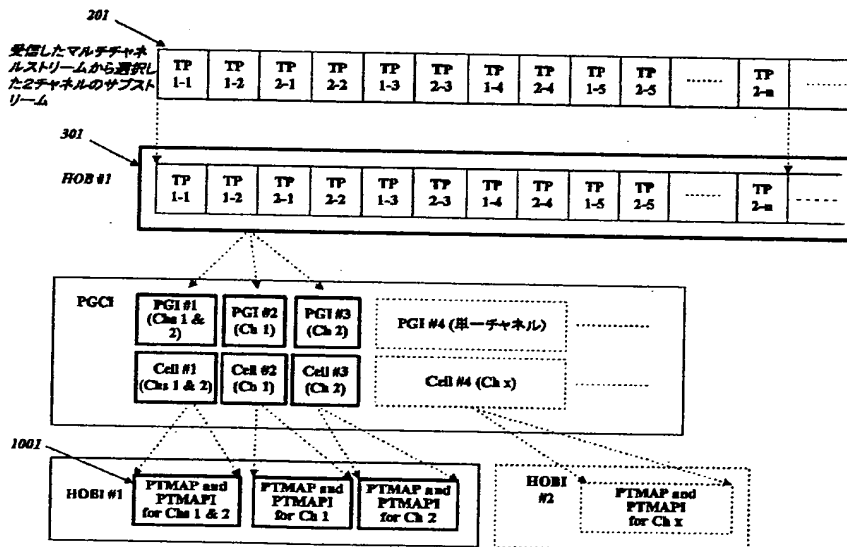 201
受信したマルチチャネ
ルストリームから選択し
た2チャネルのサブスト
リーム
TP 1-1 TP 1-2 TP 2-1 TP 2-2 TP 1-3 TP 2-3 TP 1-4 TP 2-4 TP 1-5 TP 2-5 ........ TP 2-n ........
301
HOB #1
TP 1-1 TP 1-2 TP 2-1 TP 2-2 TP 1-3 TP 2-3 TP 1-4 TP 2-4 TP 1-5 TP 2-5 ........ TP 2-n ........
PGCI
PGI #1
(Chs 1 &
2)
PGI #2
(Ch 1)
PGI #3
(Ch 2)
PGI #4 (単一チャネル)
Cell #1
(Chs 1 & 2)
Cell #2
(Ch 1)
Cell #3
(Ch 2)
Cell #4 (Ch x)
1001
HOBI #1
PTMAP and
PTMAPI
for Chs 1 & 2
PTMAP and
PTMAPI
for Ch 1
PTMAP and
PTMAPI
for Ch 2
HOBI
#2
PTMAP and
PTMAPI
for Ch x